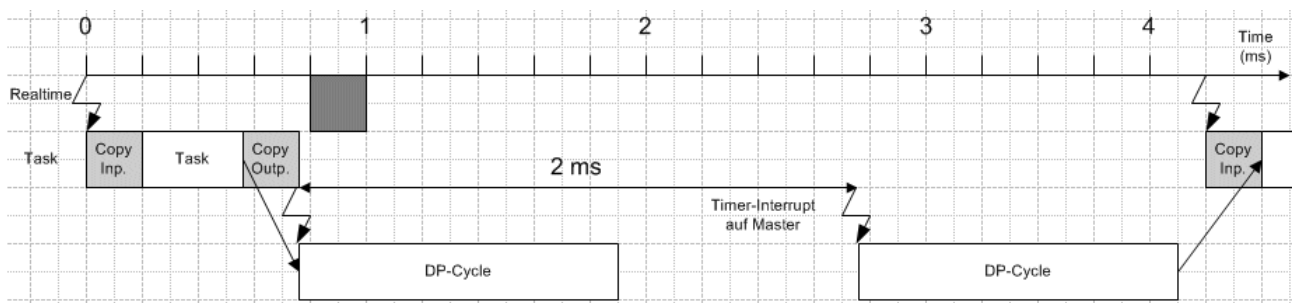 0 1 2 3 4
Time
(ms)
Realtime
Task
Copy
Inp.
Task
Copy
Outp.
2 ms
Copy
Inp.
Timer-Interrupt
auf Master
DP-Cycle
DP-Cycle